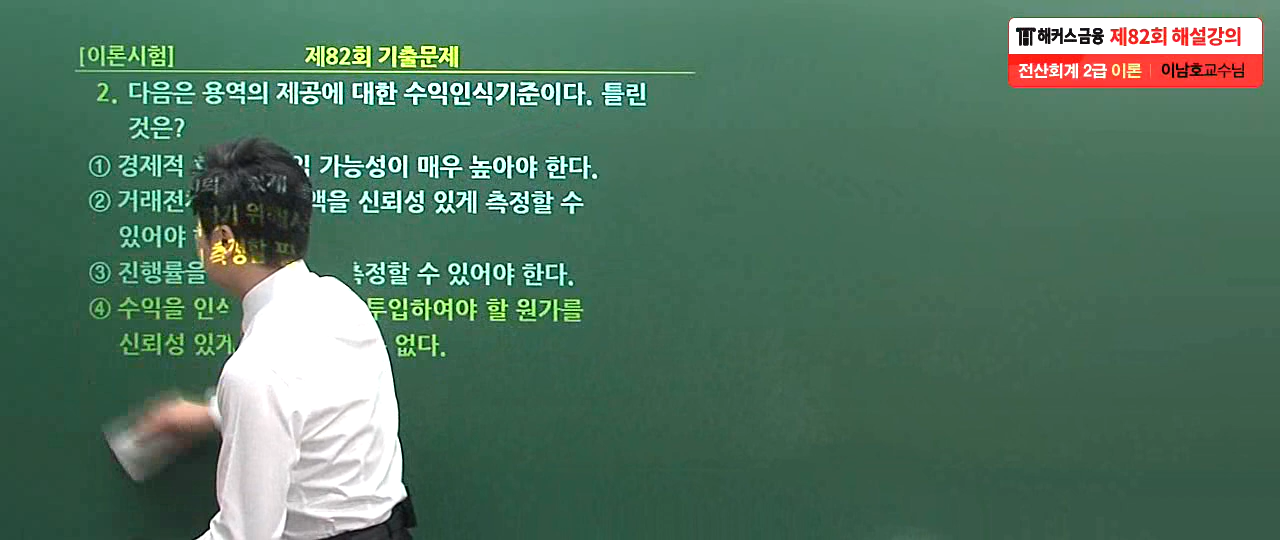 [이론시험] 제82회 기출문제
2. 다음은 용역의 제공에 대한 수익인식기준이다. 틀린
것은?
① 경제적 가능성이 매우 높아야 한다.
② 거래전 액을 신뢰성 있게 측정할 수
있어야
③ 진행률을 측정할 수 있어야 한다.
④ 수익을 투입하여야 할 원가를
신뢰성 있게 없다.
해커스금융 제82회 해설강의
전산회계 2급 이론 | 이남호교수님